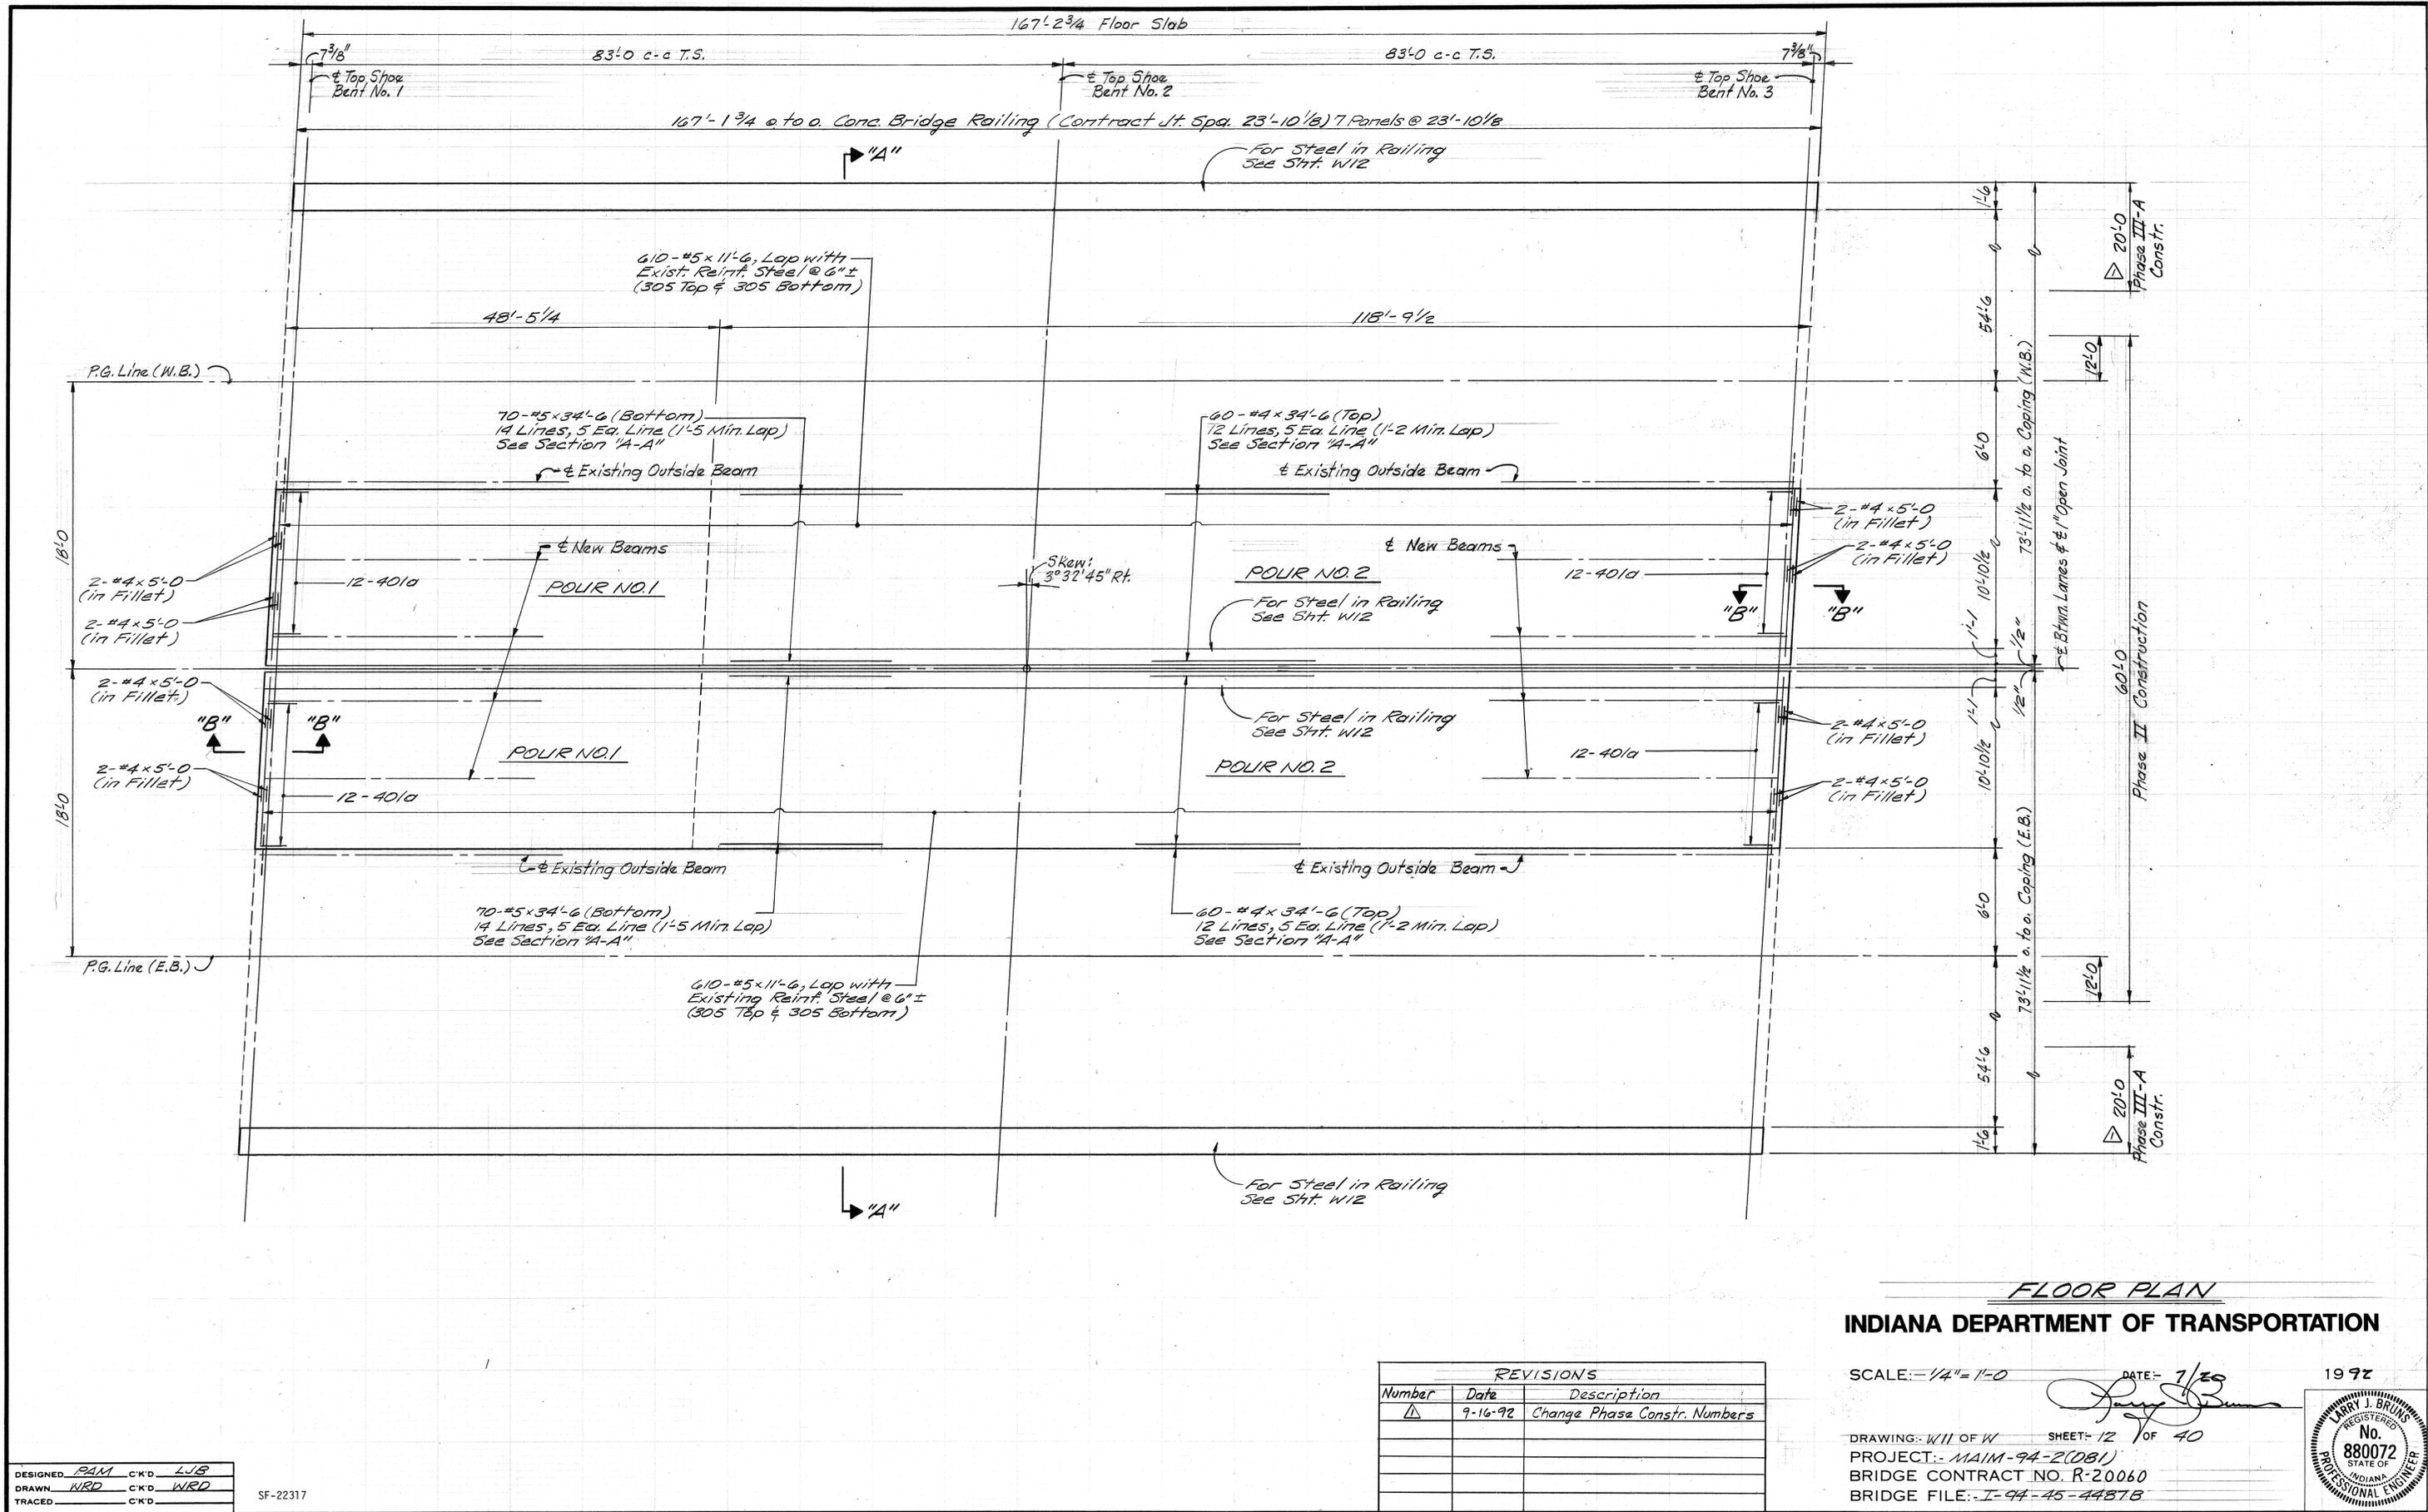 167'-2 3/4 Floor Slab
7 3/8"
83'-0 c-c T.S.
83'-0 c-c T.S.
7 3/8"
℄ Top Shoe
Bent No. 1
℄ Top Shoe
Bent No. 2
℄ Top Shoe
Bent No. 3
167'-1 3/4 o. to o. Conc. Bridge Railing (Contract Jt. Spa. 23'-10 1/8) 7 Panels @ 23'-10 1/8
"A"
For Steel in Railing
See Sht. W12
610-#5 x 11'-6, Lap with
Exist. Reinf. Steel @ 6" ±
(305 Top & 305 Bottom)
48'-5 1/4
118'-9 1/2
P.G. Line (W.B.)
70-#5 x 34'-6 (Bottom)
14 Lines, 5 Ea. Line (1'-5 Min. Lap)
See Section "A-A"
60-#4 x 34'-6 (Top)
12 Lines, 5 Ea. Line (1'-2 Min. Lap)
See Section "A-A"
℄ Existing Outside Beam
℄ Existing Outside Beam
18'-0
2-#4 x 5'-0
(in Fillet)
2-#4 x 5'-0
(in Fillet)
12-401a
℄ New Beams
POUR NO. 1
Skew:
3°32'45" Rt.
℄ New Beams
POUR NO. 2
12-401a
For Steel in Railing
See Sht. W12
"B"
"B"
2-#4 x 5'-0
(in Fillet)
2-#4 x 5'-0
(in Fillet)
2-#4 x 5'-0
(in Fillet)
"B"
"B"
2-#4 x 5'-0
(in Fillet)
12-401a
POUR NO. 1
For Steel in Railing
See Sht. W12
POUR NO. 2
12-401a
2-#4 x 5'-0
(in Fillet)
2-#4 x 5'-0
(in Fillet)
18'-0
℄ Existing Outside Beam
℄ Existing Outside Beam
70-#5 x 34'-6 (Bottom)
14 Lines, 5 Ea. Line (1'-5 Min. Lap)
See Section "A-A"
60-#4 x 34'-6 (Top)
12 Lines, 5 Ea. Line (1'-2 Min. Lap)
See Section "A-A"
P.G. Line (E.B.)
610-#5 x 11'-6, Lap with
Existing Reinf. Steel @ 6" ±
(305 Top & 305 Bottom)
"A"
For Steel in Railing
See Sht. W12
1'-6
54'-6
6'-0
10'-10 1/2
1'-1
1/2"
1/2"
1'-1
10'-10 1/2
6'-0
54'-6
1'-6
73'-11 1/2 o. to o. Coping (W.B.)
℄ Btwn. Lanes & ℄ 1" Open Joint
73'-11 1/2 o. to o. Coping (E.B.)
12'-0
12'-0
1 20'-0
Phase III-A
Constr.
60'-0
Phase II Construction
1 20'-0
Phase III-A
Constr.
FLOOR PLAN
INDIANA DEPARTMENT OF TRANSPORTATION
SCALE:- 1/4" = 1'-0
DATE:- 7/20
1992
DRAWING:- W11 OF W
SHEET:- 12 OF 40
PROJECT:- MAIM-94-2(081)
BRIDGE CONTRACT NO. R-20060
BRIDGE FILE:- I-94-45-4487B
LARRY J. BRUNS
REGISTERED
No.
880072
STATE OF
INDIANA
PROFESSIONAL ENGINEER
REVISIONS
Number Date Description
1 9-16-92 Change Phase Constr. Numbers
DESIGNED PAM C'K'D LJB
DRAWN WRD C'K'D WRD
TRACED C'K'D
SF-22317